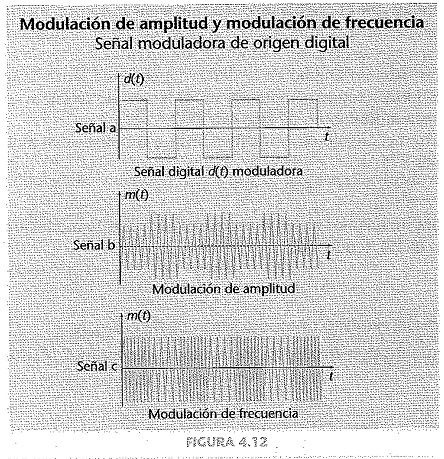 Modulación de amplitud y modulación de frecuencia
Señal moduladora de origen digital
d(t)
Señal a
t
Señal digital d(t) moduladora
m(t)
Señal b
t
Modulación de amplitud
m(t)
Señal c
t
Modulación de frecuencia
FIGURA 4.12